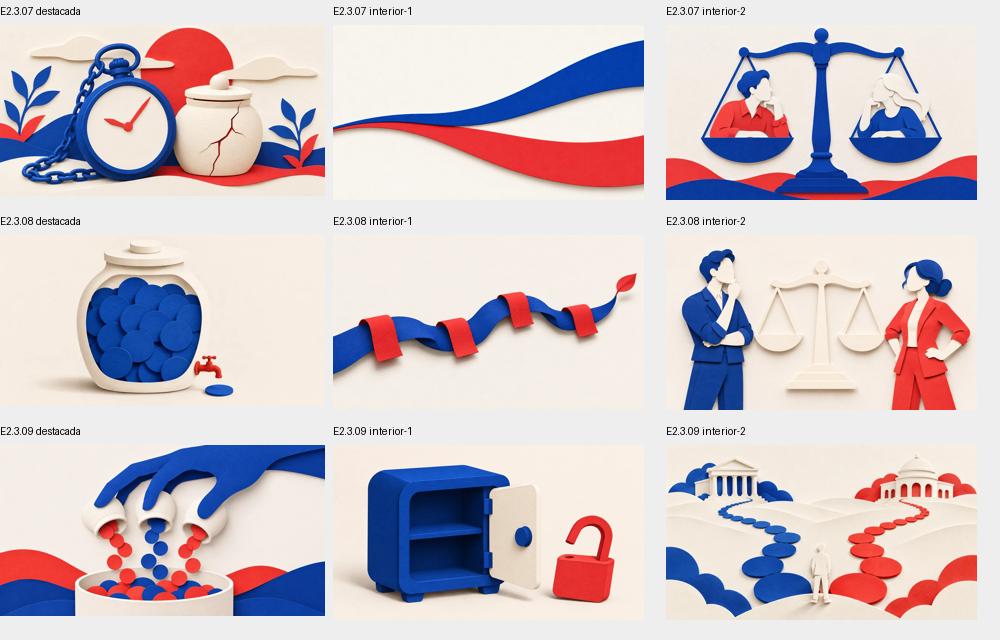 E2.3.07 destacada
E2.3.07 interior-1
E2.3.07 interior-2
E2.3.08 destacada
E2.3.08 interior-1
E2.3.08 interior-2
E2.3.09 destacada
E2.3.09 interior-1
E2.3.09 interior-2